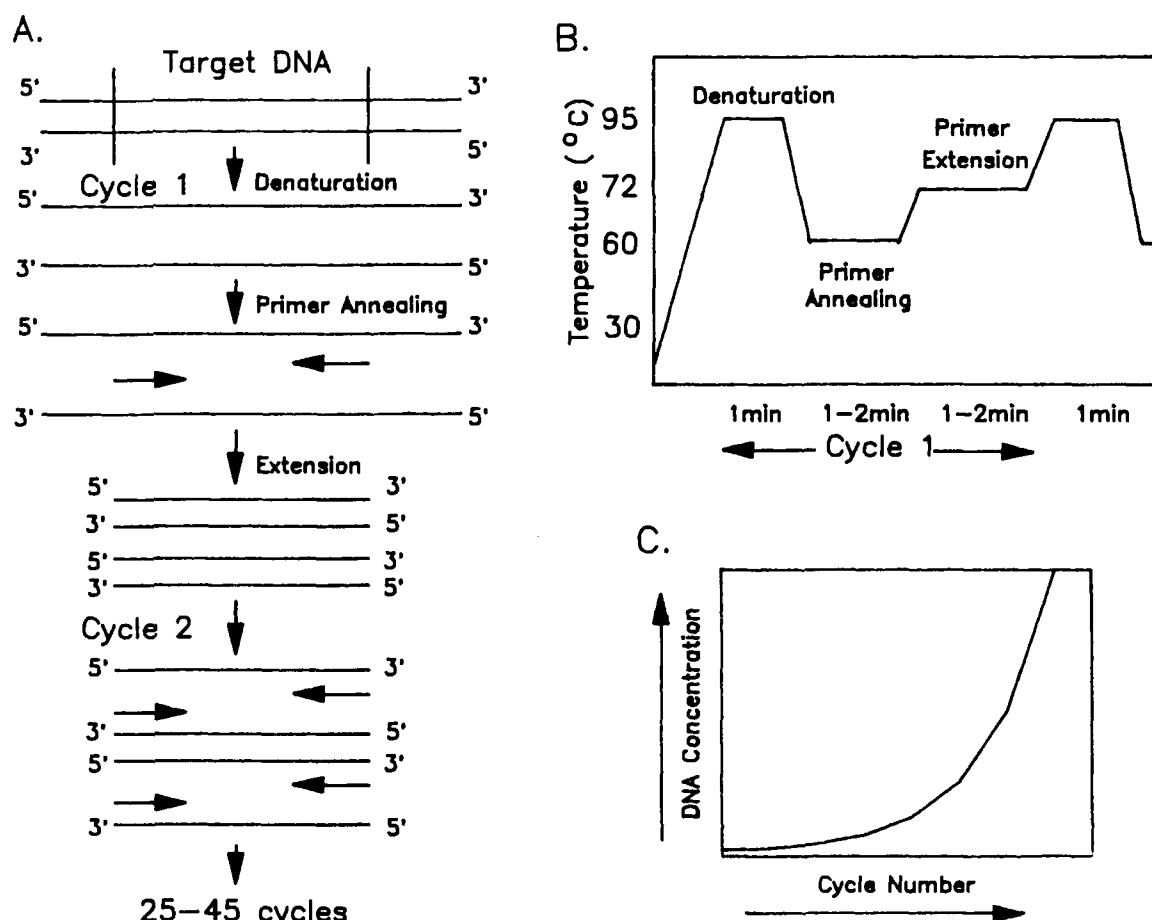 A.
Target DNA
5' 3'
3' 5'
Cycle 1
Denaturation
5' 3'
3' 5'
Primer Annealing
5' 3'
3' 5'
Extension
5' 3'
3' 5'
5' 3'
3' 5'
Cycle 2
5' 3'
3' 5'
5' 3'
3' 5'
25-45 cycles
B.
Temperature (°C)
95
72
60
30
Denaturation
Primer
Extension
Primer
Annealing
1min 1-2min 1-2min 1min
Cycle 1
C.
DNA Concentration
Cycle Number